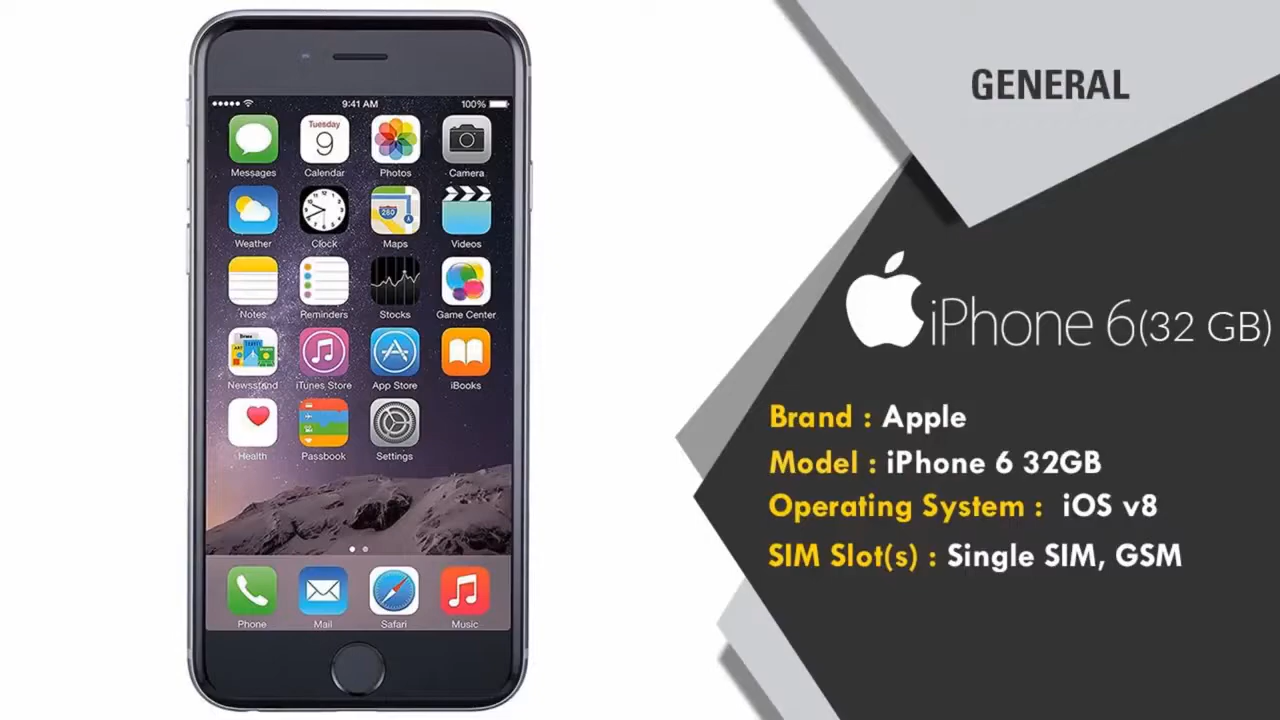 9:41 AM 100%
Tuesday
9
Messages Calendar Photos Camera
280
Weather Clock Maps Videos
Notes Reminders Stocks Game Center
Newsstand iTunes Store App Store iBooks
Health Passbook Settings
Phone Mail Safari Music
GENERAL
iPhone 6(32 GB)
Brand : Apple
Model : iPhone 6 32GB
Operating System : iOS v8
SIM Slot(s) : Single SIM, GSM